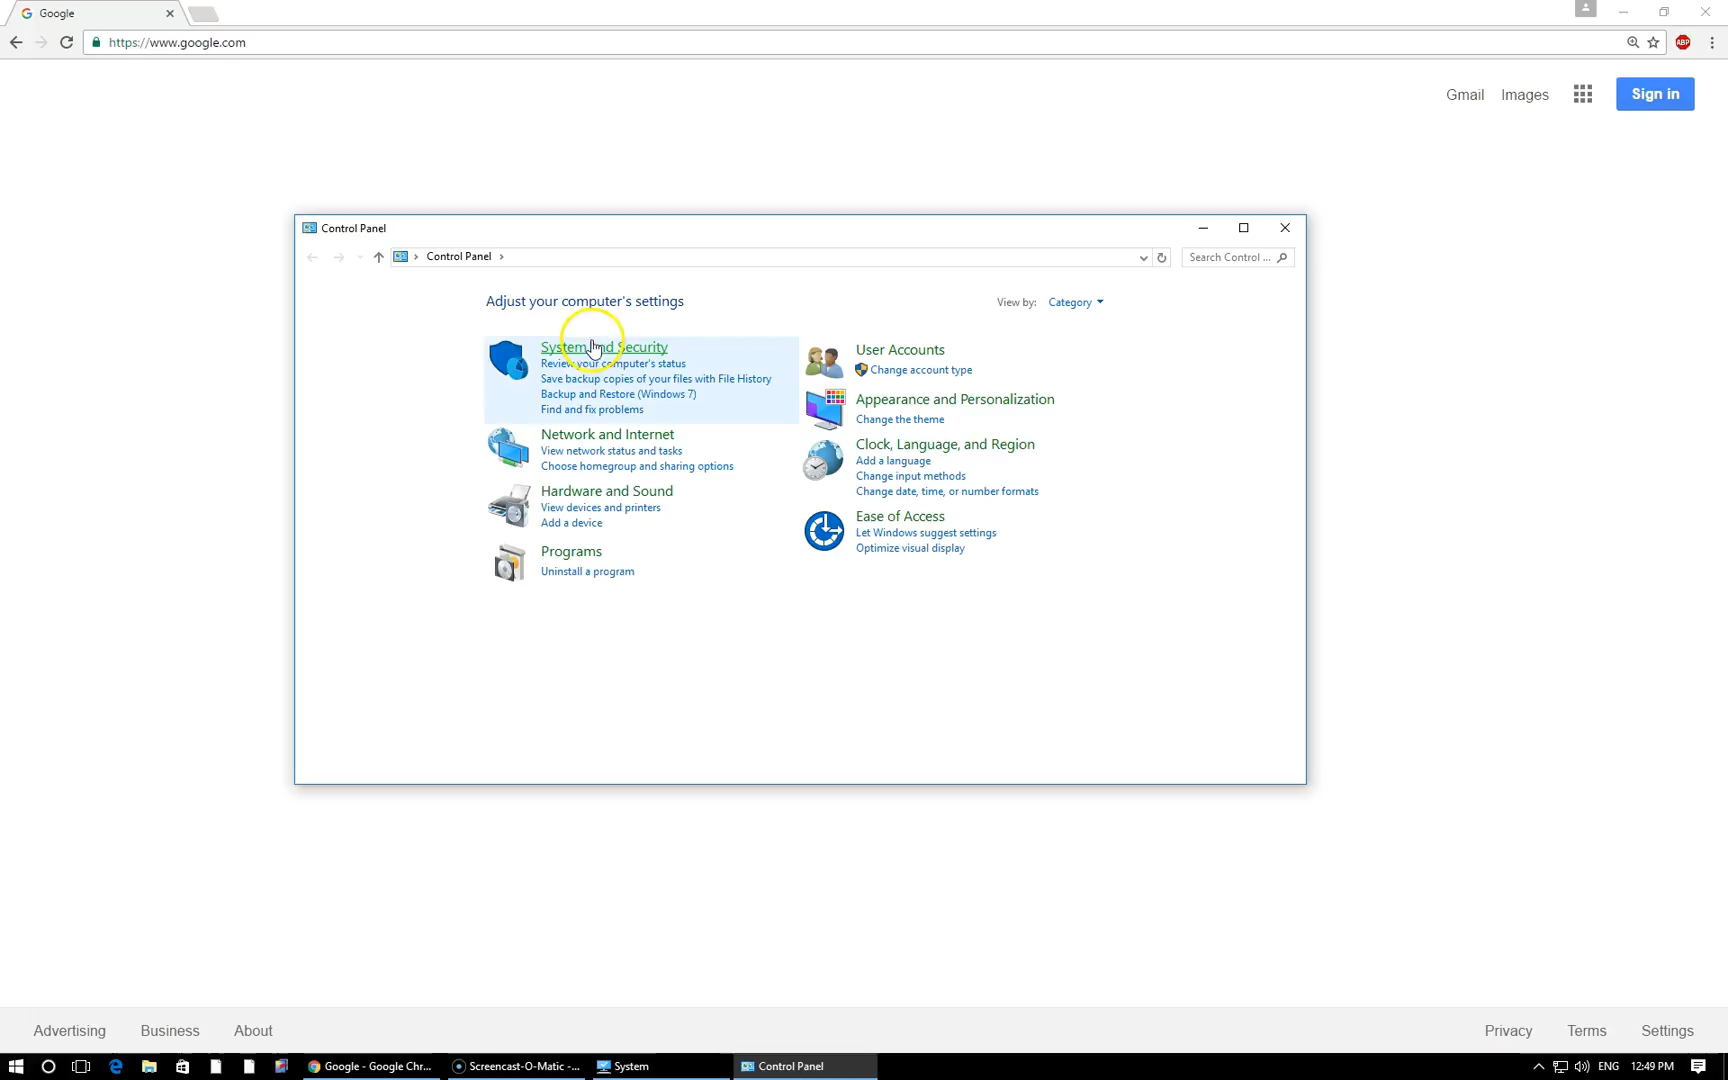 Google
https://www.google.com
ABP
Gmail Images Sign in
Control Panel
Control Panel
Search Control ...
Adjust your computer's settings
View by: Category
System and Security
Review your computer's status
Save backup copies of your files with File History
Backup and Restore (Windows 7)
Find and fix problems
Network and Internet
View network status and tasks
Choose homegroup and sharing options
Hardware and Sound
View devices and printers
Add a device
Programs
Uninstall a program
User Accounts
Change account type
Appearance and Personalization
Change the theme
Clock, Language, and Region
Add a language
Change input methods
Change date, time, or number formats
Ease of Access
Let Windows suggest settings
Optimize visual display
Advertising Business About Privacy Terms Settings
Google - Google Chr... Screencast-O-Matic -... System Control Panel ENG 12:49 PM